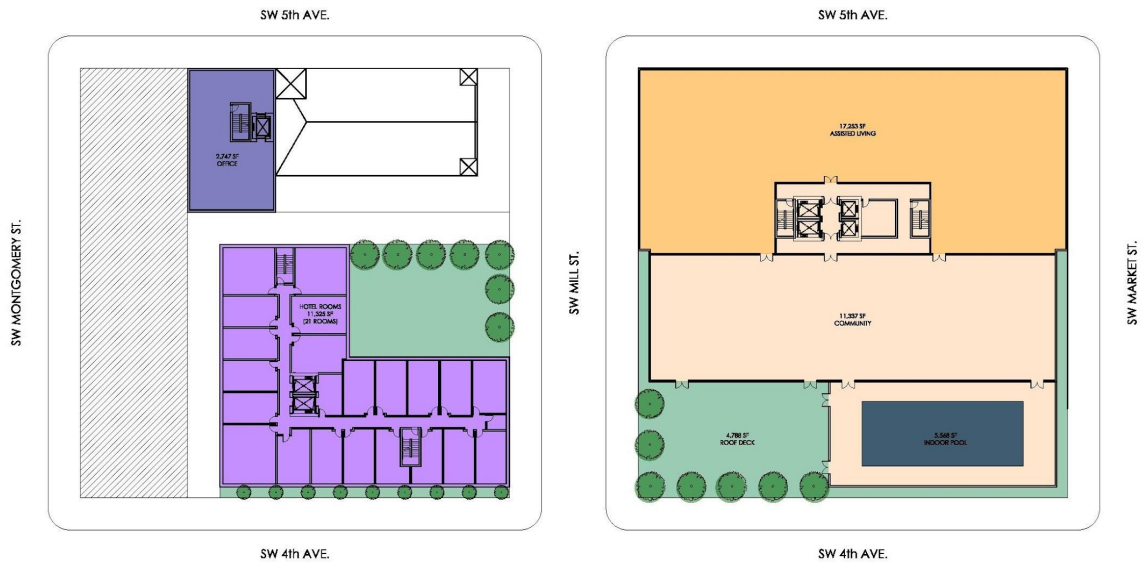 SW 5th AVE.
SW 5th AVE.
17,253 SF
ASSISTED LIVING
2,747 SF
OFFICE
SW MONTGOMERY ST.
SW MILL ST.
SW MARKET ST.
HOTEL ROOMS
11,325 SF
(21 ROOMS)
11,337 SF
COMMUNITY
4,788 SF
ROOF DECK
5,568 SF
INDOOR POOL
SW 4th AVE.
SW 4th AVE.